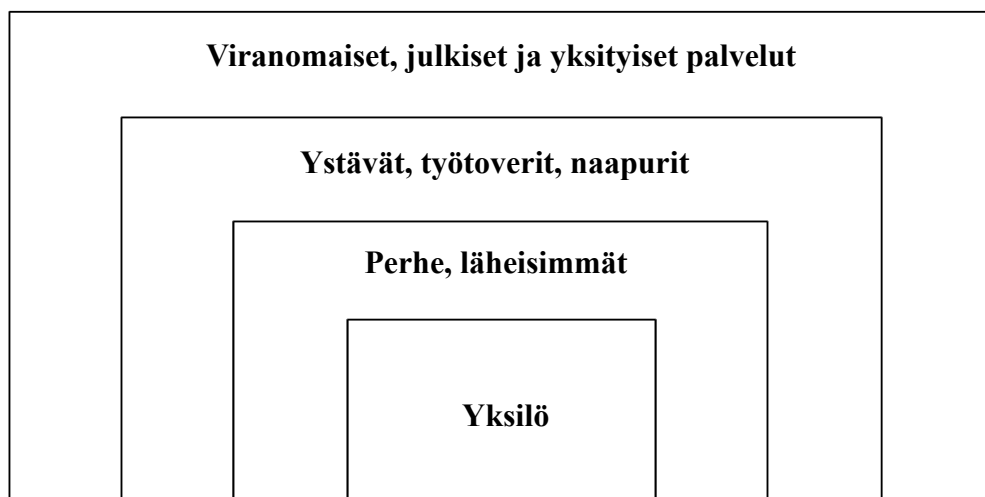 Viranomaiset, julkiset ja yksityiset palvelut
Ystävät, työtoverit, naapurit
Perhe, läheisimmät
Yksilö